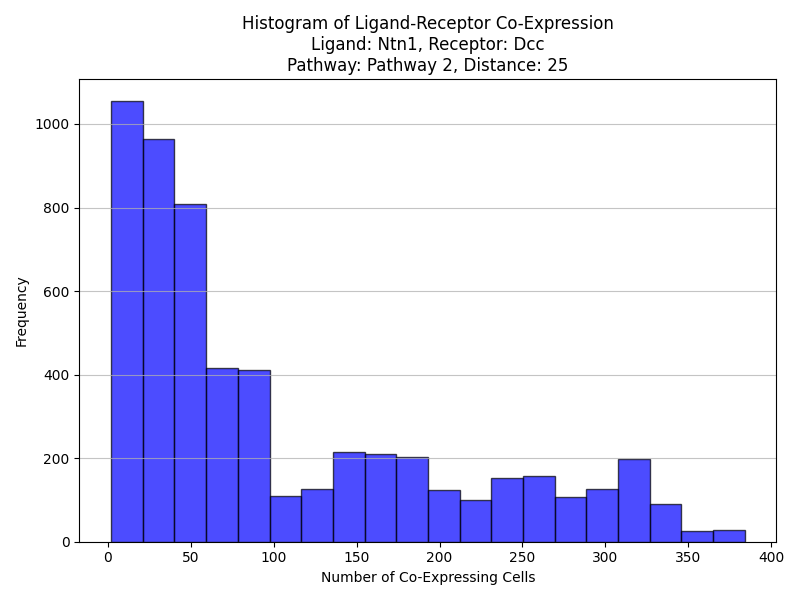 Histogram of Ligand-Receptor Co-Expression
Ligand: Ntn1, Receptor: Dcc
Pathway: Pathway 2, Distance: 25
1000
800
600
400
200
0
Frequency
0 50 100 150 200 250 300 350 400
Number of Co-Expressing Cells